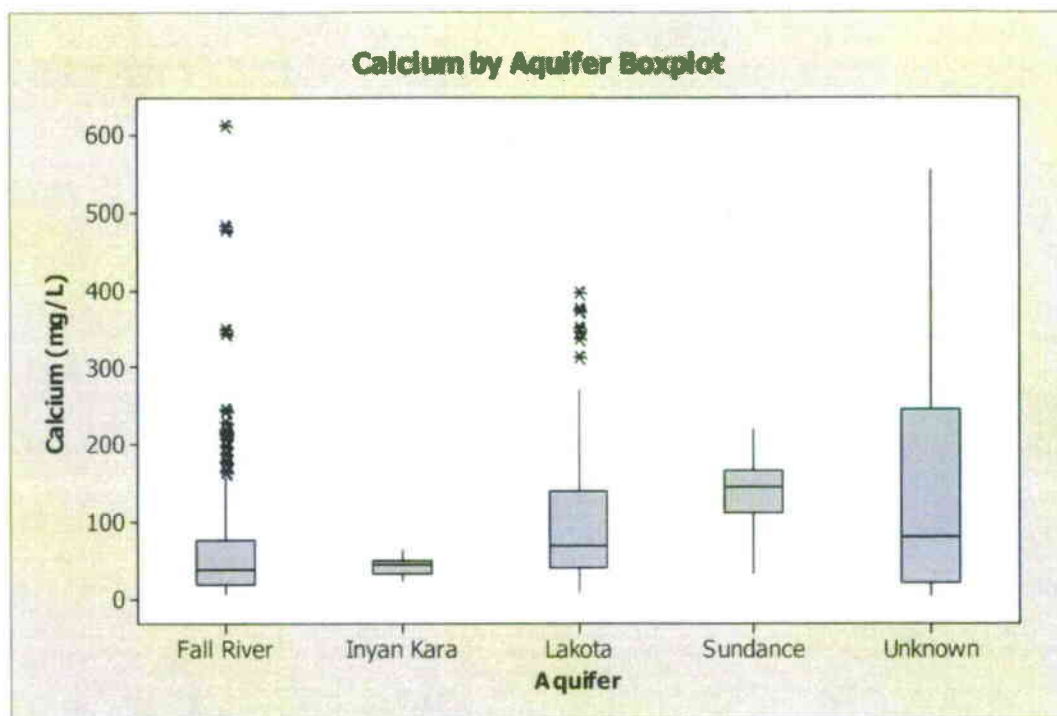 Calcium by Aquifer Boxplot
Calcium (mg/L)
600
500
400
300
200
100
0
Fall River Inyan Kara Lakota Sundance Unknown
Aquifer